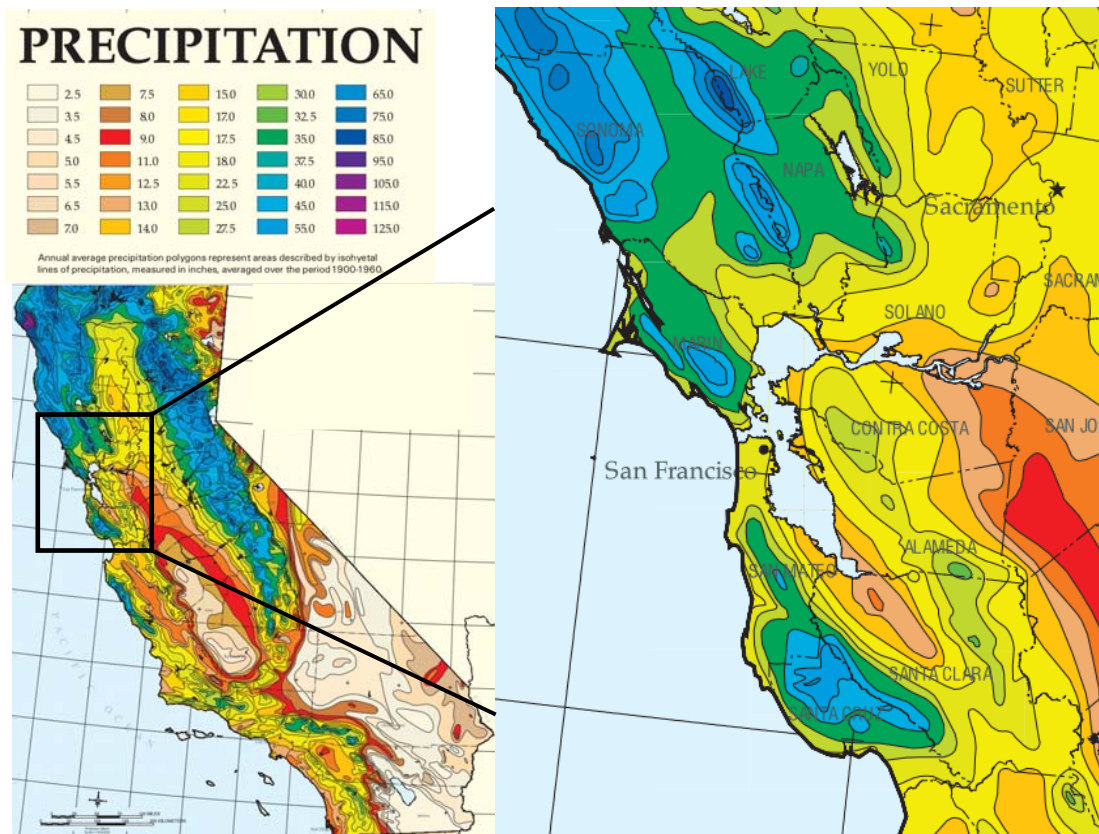 PRECIPITATION
2.5 7.5 15.0 30.0 65.0
3.5 8.0 17.0 32.5 75.0
4.5 9.0 17.5 35.0 85.0
5.0 11.0 18.0 37.5 95.0
5.5 12.5 22.5 40.0 105.0
6.5 13.0 25.0 45.0 115.0
7.0 14.0 27.5 55.0 125.0
Annual average precipitation polygons represent areas described by isohyetal
lines of precipitation, measured in inches, averaged over the period 1900-1960.
PACIFIC OCEAN
LAKE
YOLO
SUTTER
SONOMA
NAPA
Sacramento
SACRAM
SOLANO
MARIN
CONTRA COSTA
SAN JO
San Francisco
ALAMEDA
SAN MATEO
SANTA CLARA
SANTA CRUZ